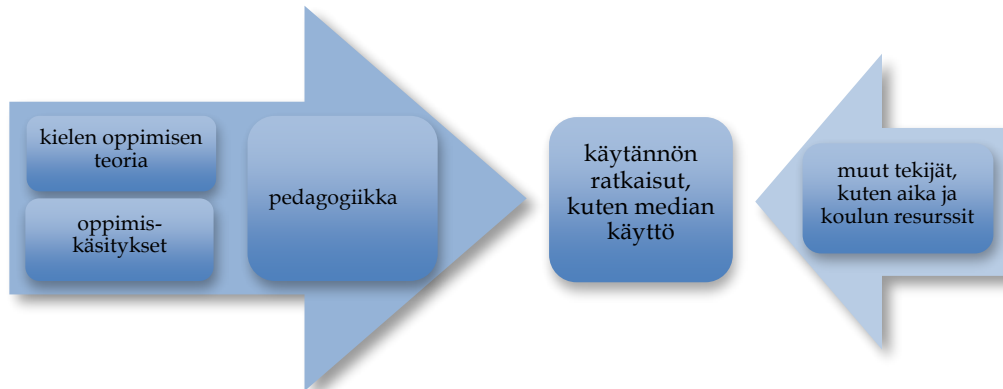 kielen oppimisen
teoria
oppimis-
käsitykset
pedagogiikka
käytännön
ratkaisut,
kuten median
käyttö
muut tekijät,
kuten aika ja
koulun resurssit